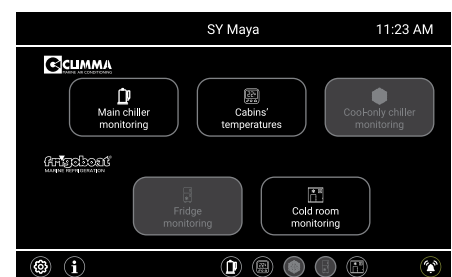 SY Maya 11:23 AM
CLIMMA
MARINE AIR CONDITIONING
Main chiller
monitoring
Cabins'
temperatures
Cool-only chiller
monitoring
frigoboat
MARINE REFRIGERATION
Fridge
monitoring
Cold room
monitoring